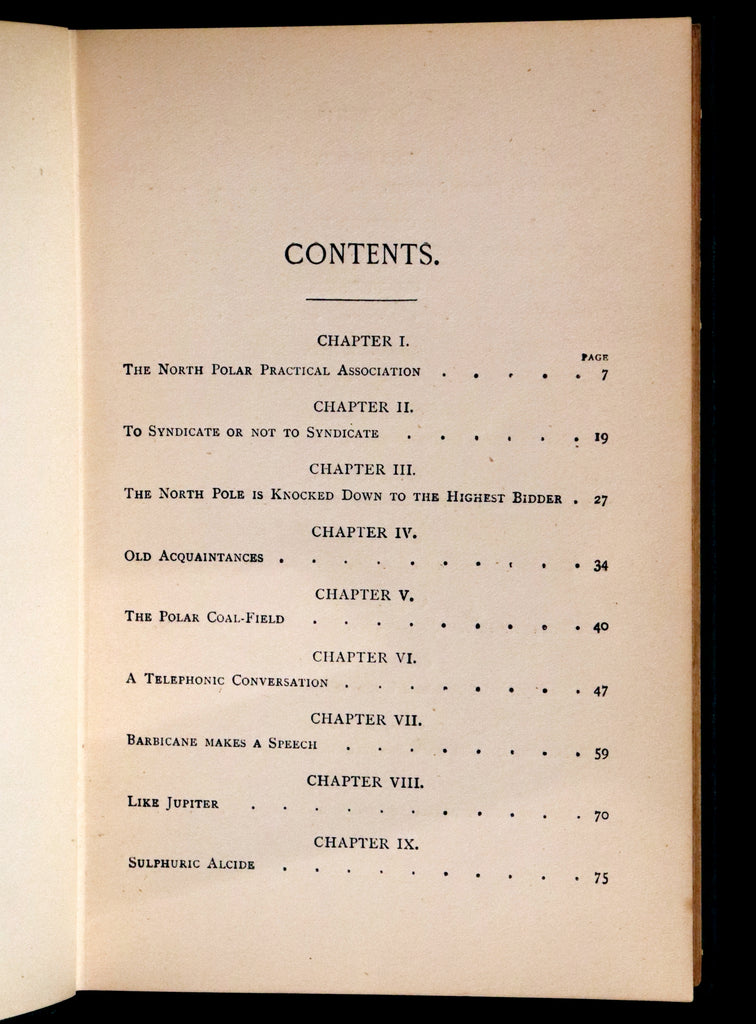 CONTENTS.
CHAPTER I.
PAGE
The North Polar Practical Association . . . . . 7
CHAPTER II.
To Syndicate or not to Syndicate . . . . . . 19
CHAPTER III.
The North Pole is Knocked Down to the Highest Bidder . 27
CHAPTER IV.
Old Acquaintances . . . . . . . . . . 34
CHAPTER V.
The Polar Coal-Field . . . . . . . . . 40
CHAPTER VI.
A Telephonic Conversation . . . . . . . . 47
CHAPTER VII.
Barbicane makes a Speech . . . . . . . . 59
CHAPTER VIII.
Like Jupiter . . . . . . . . . . . 70
CHAPTER IX.
Sulphuric Alcide . . . . . . . . . . 75